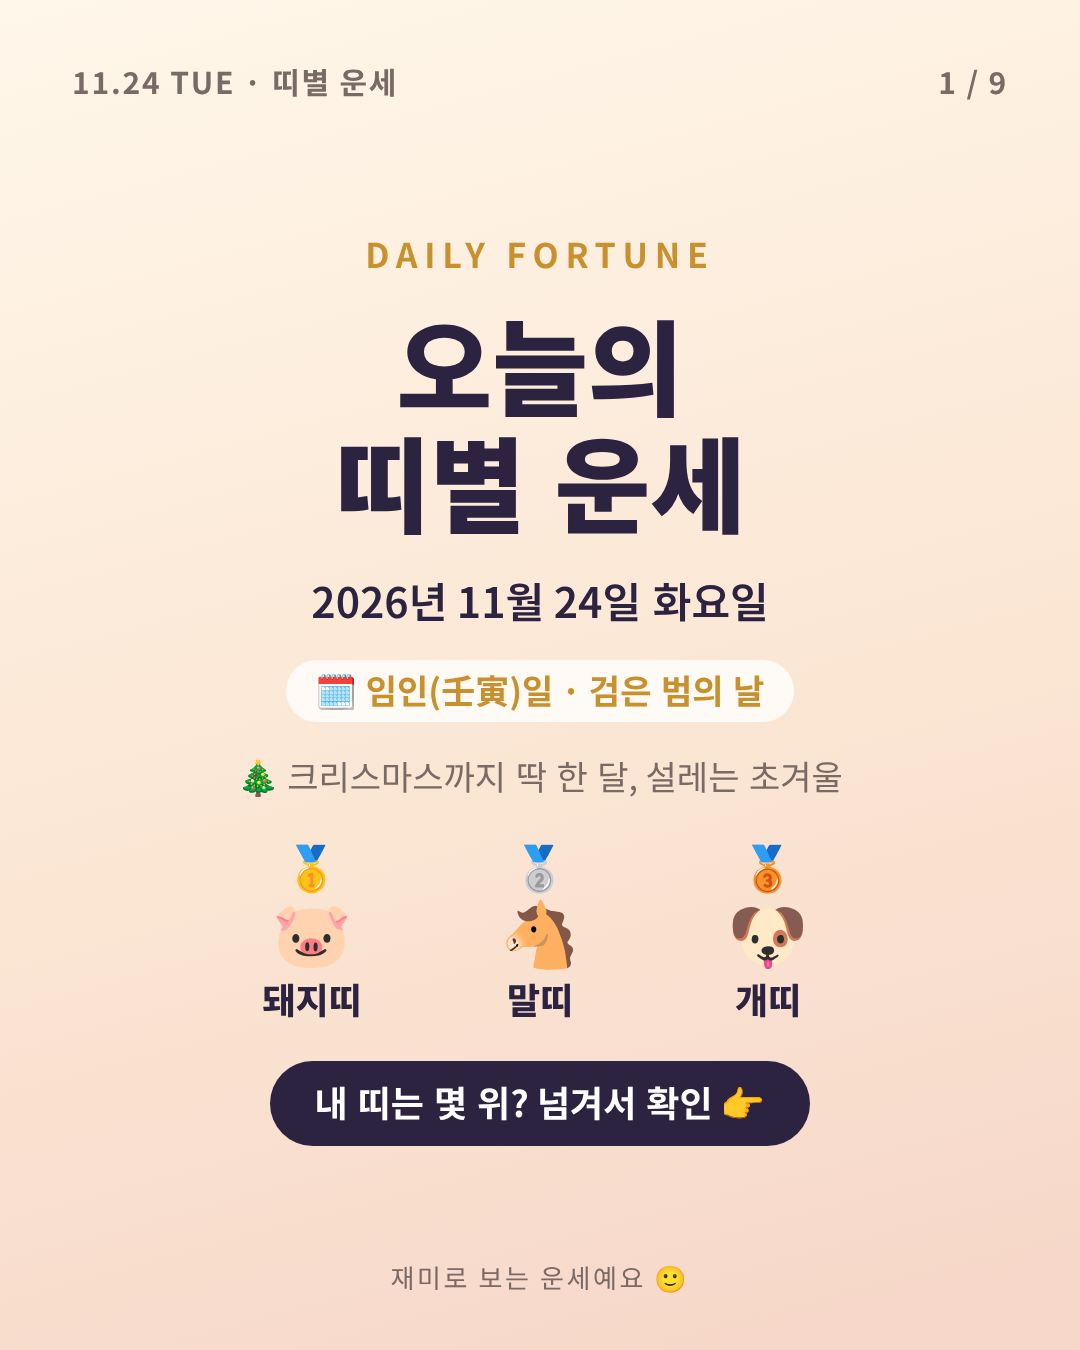 11.24 TUE · 띠별 운세
1 / 9
DAILY FORTUNE
오늘의
띠별 운세
2026년 11월 24일 화요일
🗓️ 임인(壬寅)일 · 검은 범의 날
🎄 크리스마스까지 딱 한 달, 설레는 초겨울
🥇 🥈 🥉
돼지띠 말띠 개띠
내 띠는 몇 위? 넘겨서 확인 👉
재미로 보는 운세예요 🙂